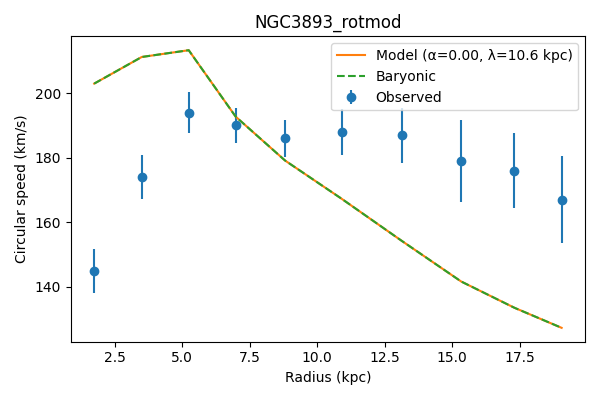 NGC3893_rotmod
Model (α=0.00, λ=10.6 kpc)
Baryonic
Observed
Circular speed (km/s)
200
180
160
140
2.5 5.0 7.5 10.0 12.5 15.0 17.5
Radius (kpc)